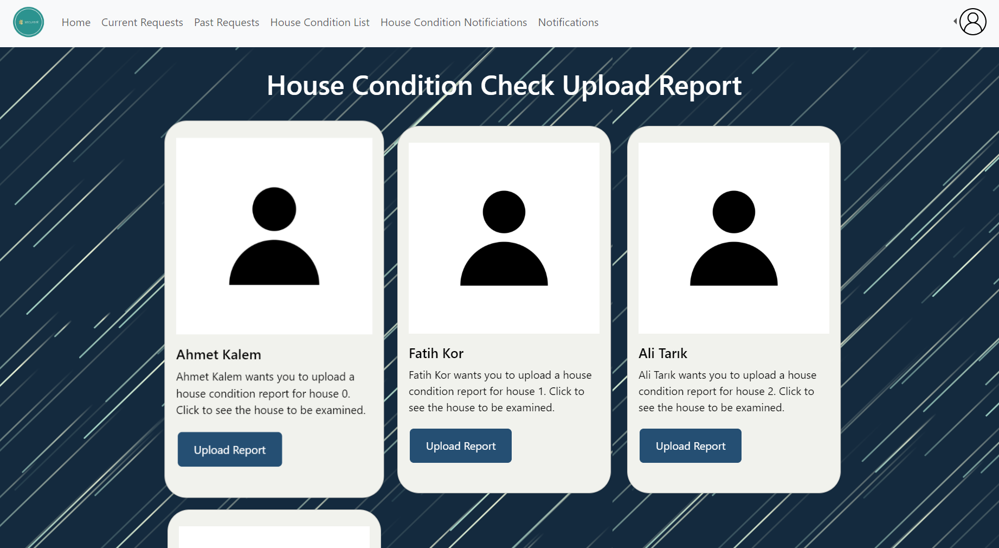 securent
Home Current Requests Past Requests House Condition List House Condition Notificiations Notifications
House Condition Check Upload Report
Ahmet Kalem
Ahmet Kalem wants you to upload a
house condition report for house 0.
Click to see the house to be examined.
Upload Report
Fatih Kor
Fatih Kor wants you to upload a house
condition report for house 1. Click to
see the house to be examined.
Upload Report
Ali Tarık
Ali Tarık wants you to upload a house
condition report for house 2. Click to
see the house to be examined.
Upload Report